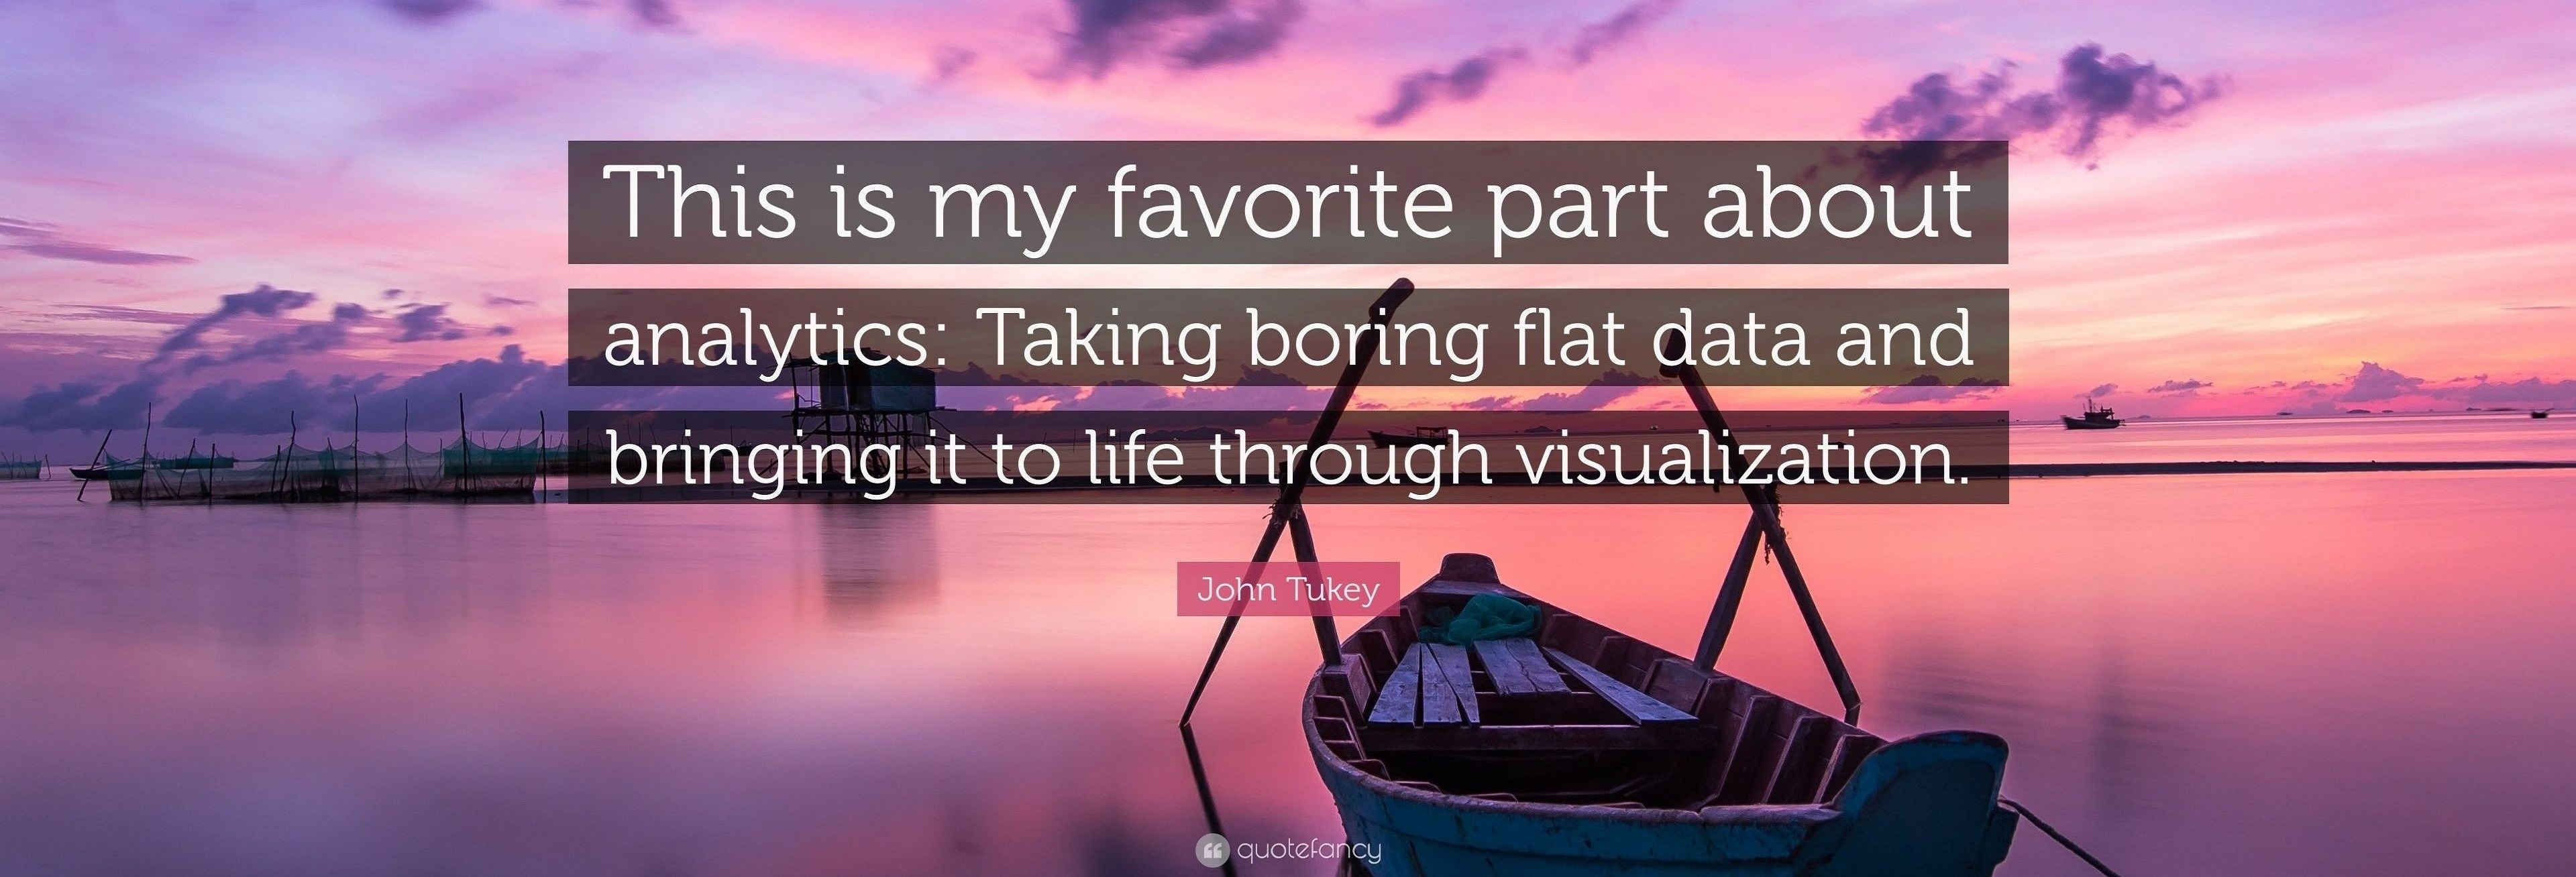 This is my favorite part about
analytics: Taking boring flat data and
bringing it to life through visualization.
John Tukey
quotefancy